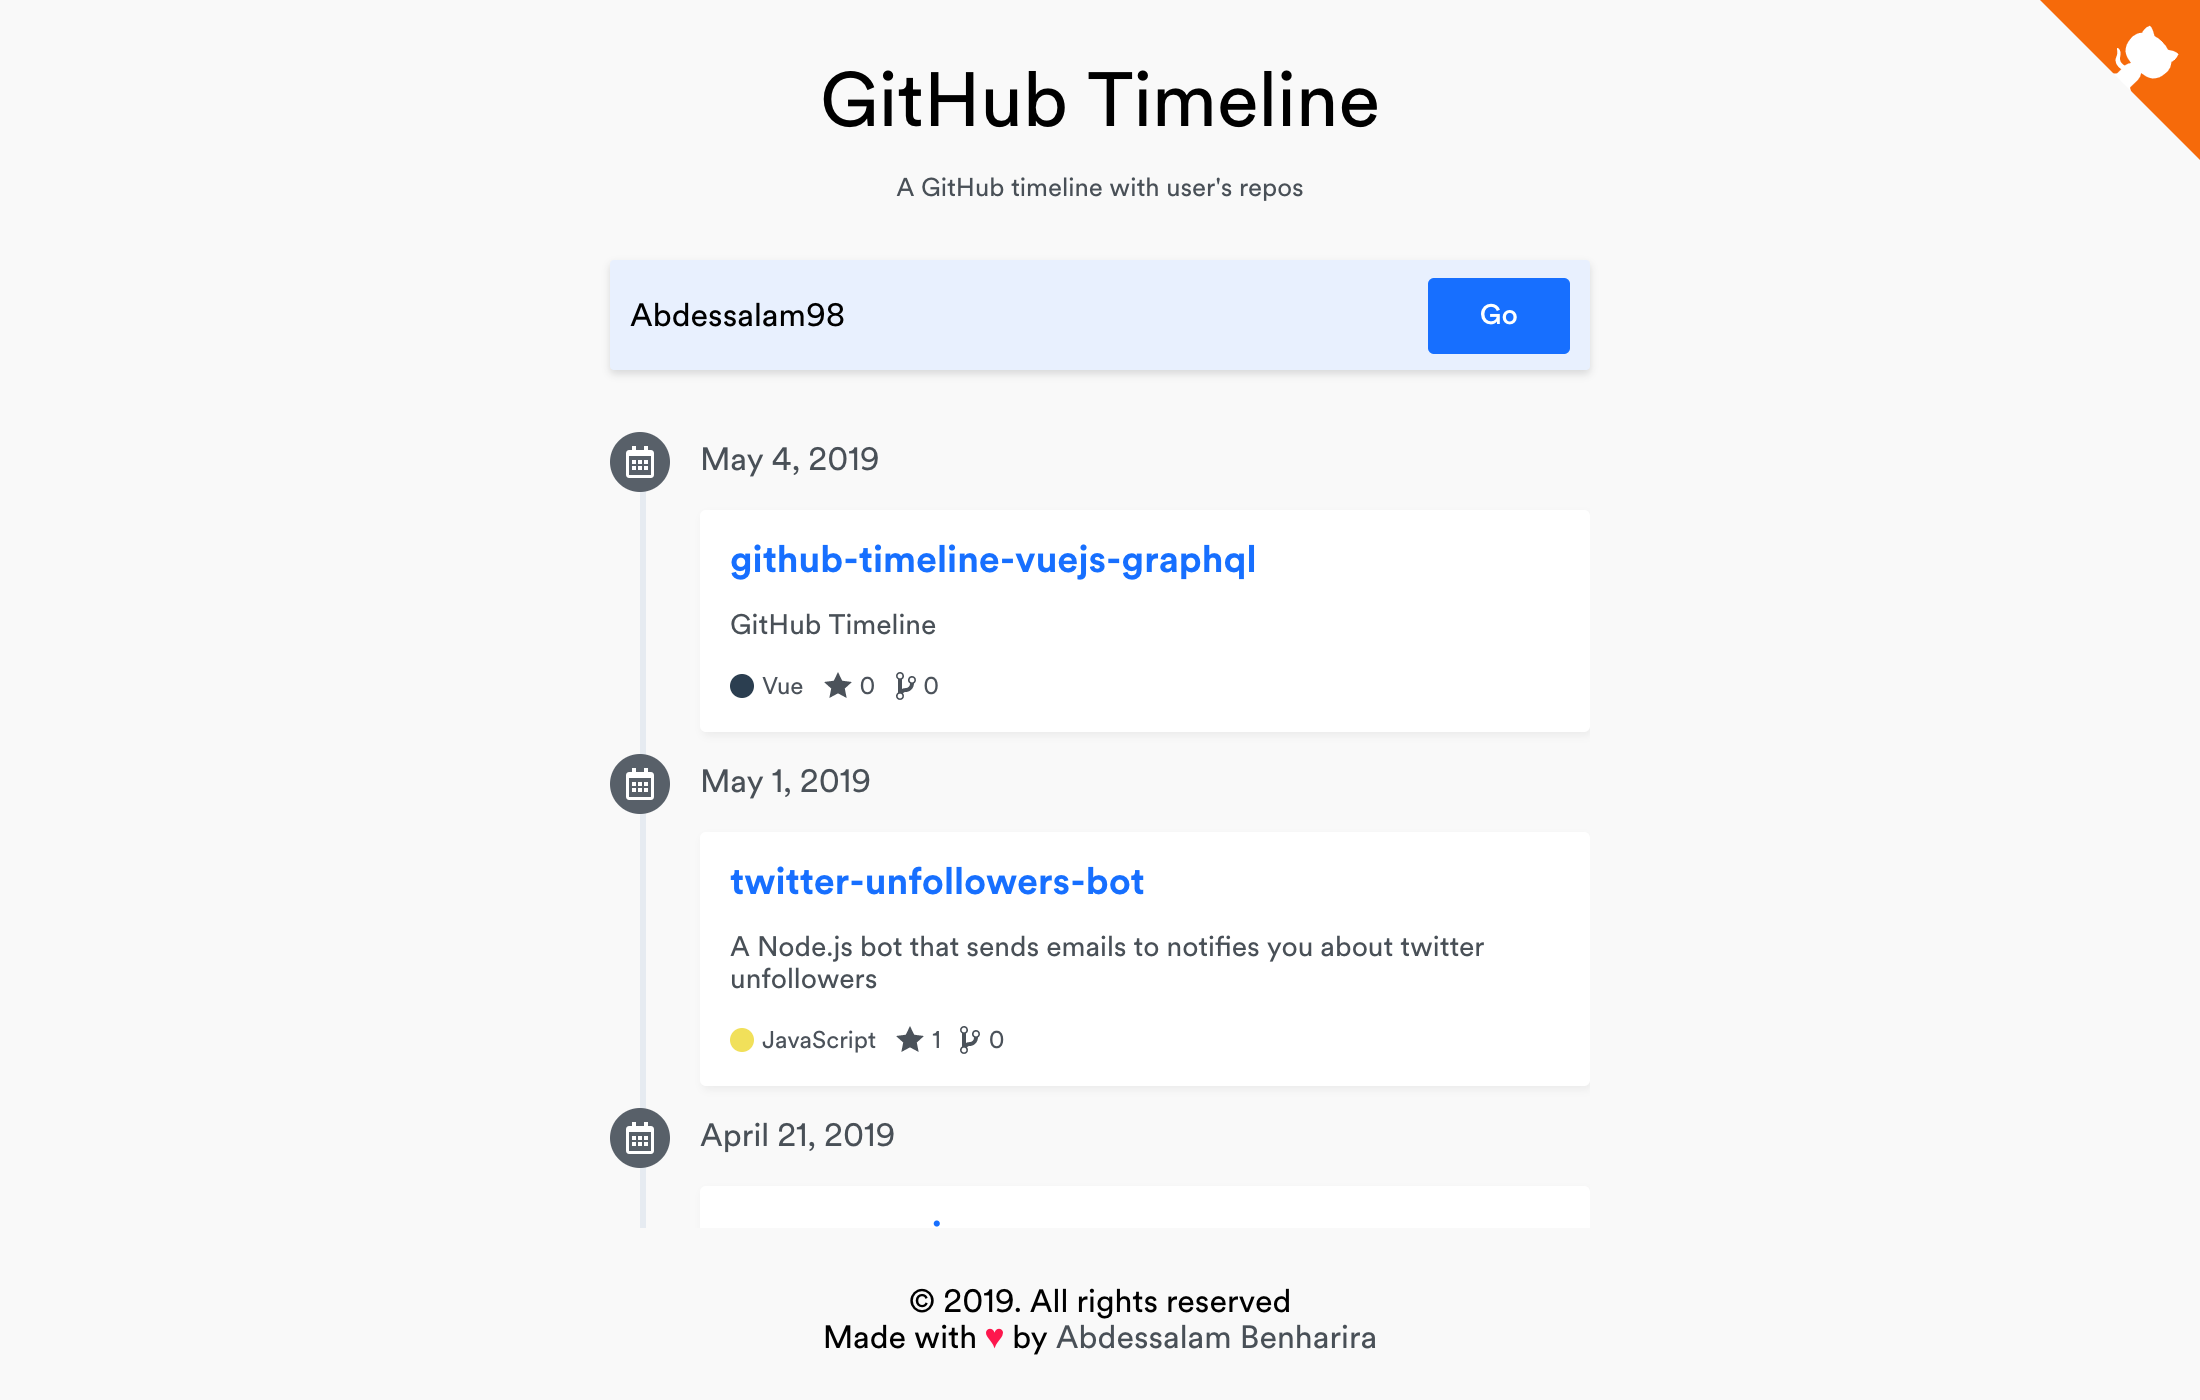 GitHub Timeline
A GitHub timeline with user's repos
Abdessalam98
Go
May 4, 2019
github-timeline-vuejs-graphql
GitHub Timeline
Vue 0 0
May 1, 2019
twitter-unfollowers-bot
A Node.js bot that sends emails to notifies you about twitter
unfollowers
JavaScript 1 0
April 21, 2019
© 2019. All rights reserved
Made with ♥ by Abdessalam Benharira